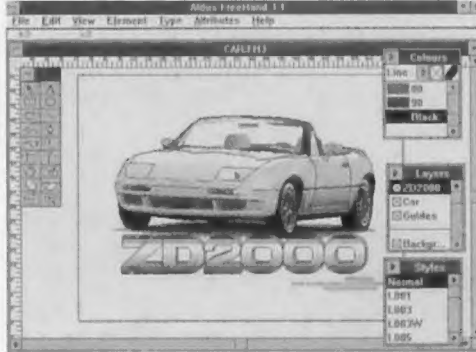 Aldus FreeHand 3.1
File Edit View Element Type Attributes Help
CAR.FH3
Colours
Line
80
90
Black
Layers
ZD2000
Car
Guides
Backgr...
ZD2000
Styles
Normal
L001
L003
L003W
L005